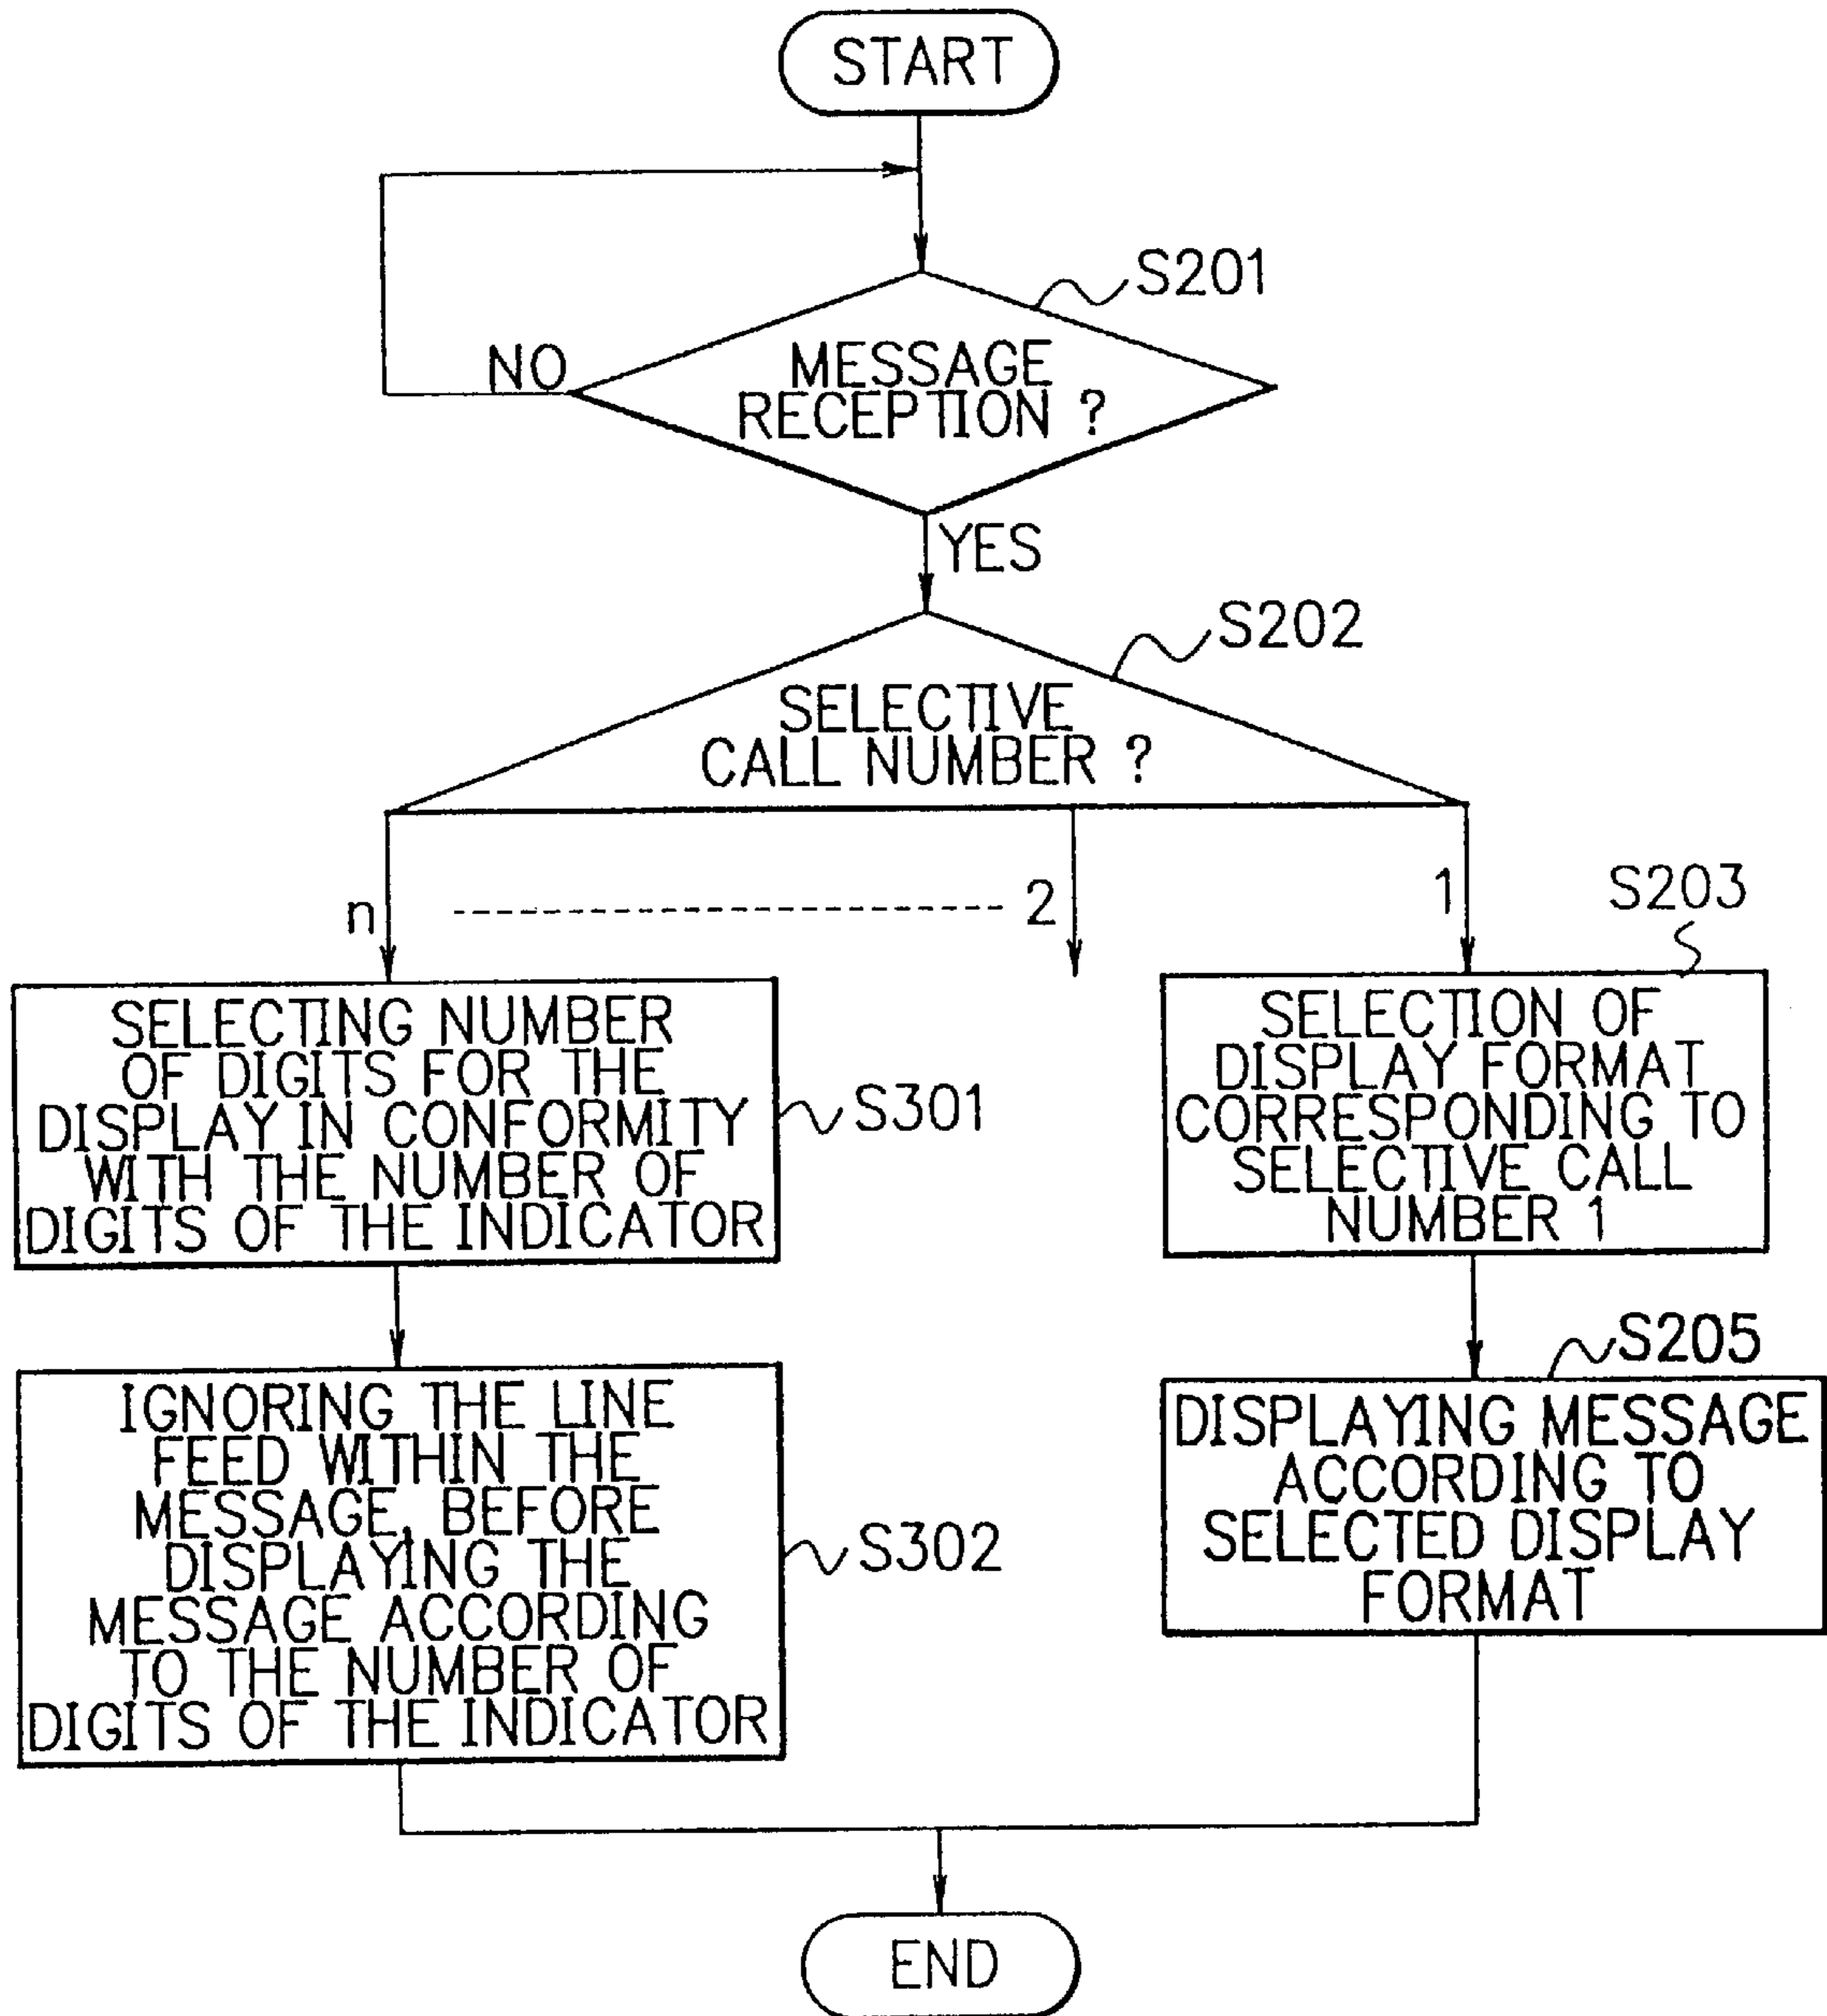 START
S201
NO
MESSAGE
RECEPTION ?
YES
S202
SELECTIVE
CALL NUMBER ?
n
2
1
S203
SELECTING NUMBER
OF DIGITS FOR THE
DISPLAY IN CONFORMITY
WITH THE NUMBER OF
DIGITS OF THE INDICATOR
S301
SELECTION OF
DISPLAY FORMAT
CORRESPONDING TO
SELECTIVE CALL
NUMBER 1
S205
IGNORING THE LINE
FEED WITHIN THE
MESSAGE, BEFORE
DISPLAYING THE
MESSAGE ACCORDING
TO THE NUMBER OF
DIGITS OF THE INDICATOR
S302
DISPLAYING MESSAGE
ACCORDING TO
SELECTED DISPLAY
FORMAT
END